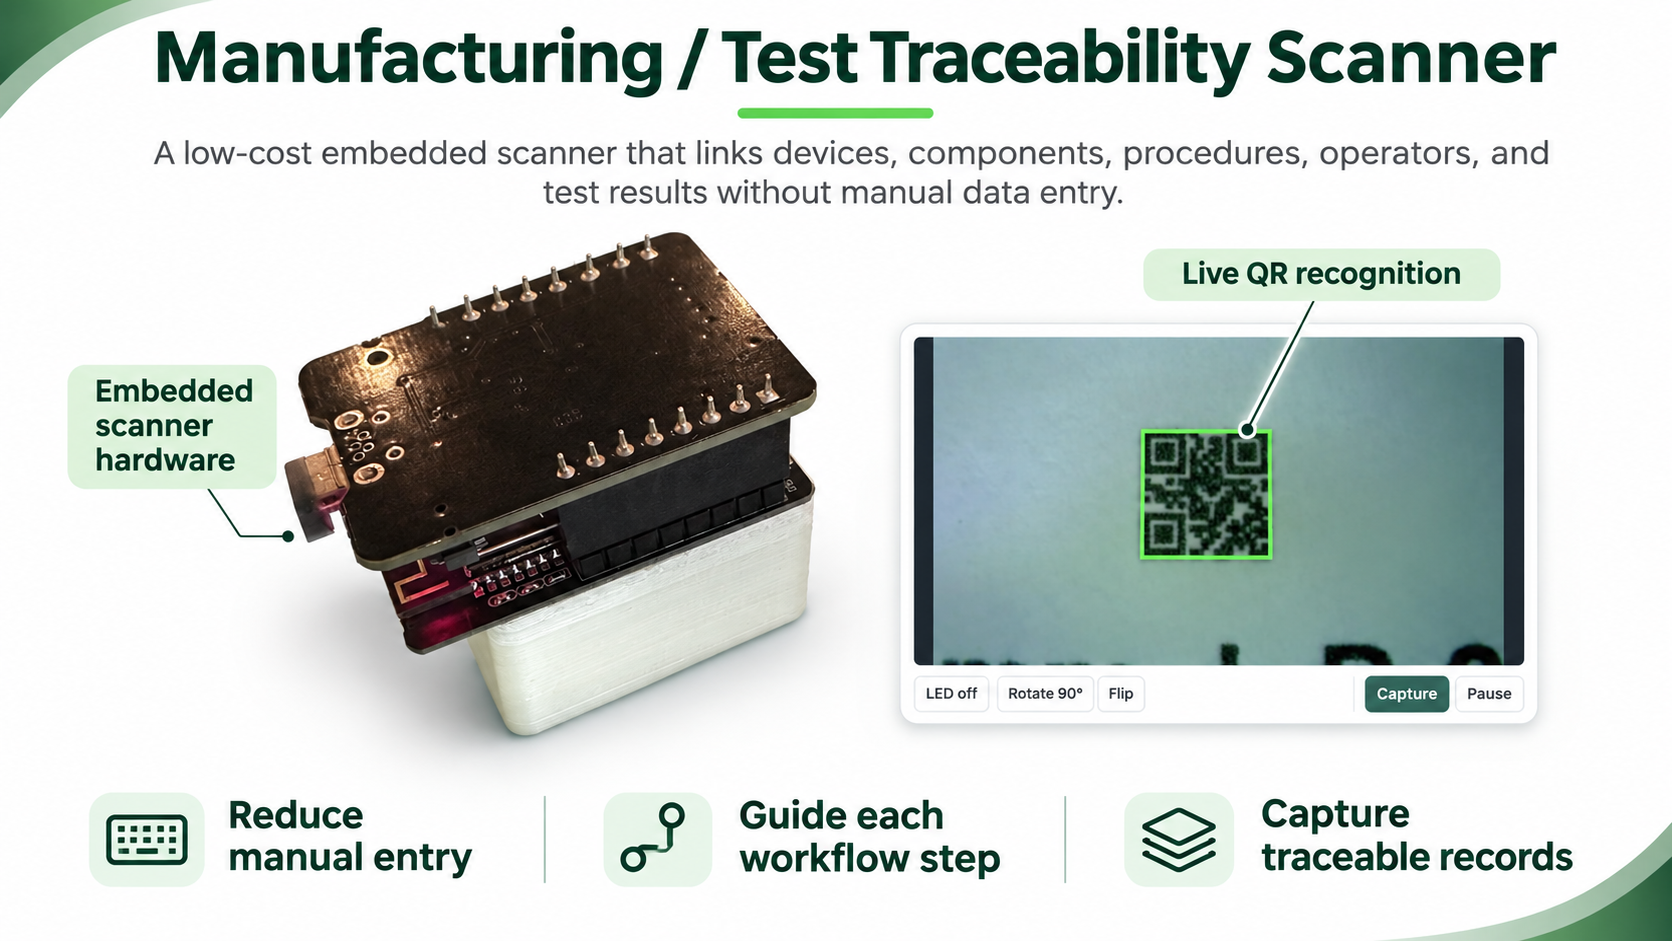 Manufacturing / Test Traceability Scanner
A low-cost embedded scanner that links devices, components, procedures, operators, and
test results without manual data entry.
Live QR recognition
Embedded
scanner
hardware
LED off
Rotate 90°
Flip
Capture
Pause
Reduce
manual entry
Guide each
workflow step
Capture
traceable records